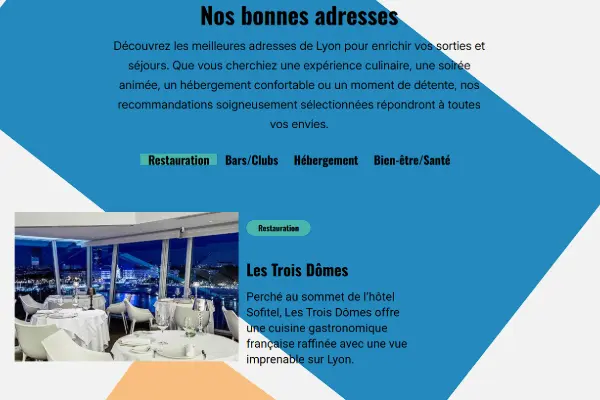 Nos bonnes adresses
Découvrez les meilleures adresses de Lyon pour enrichir vos sorties et
séjours. Que vous cherchiez une expérience culinaire, une soirée
animée, un hébergement confortable ou un moment de détente, nos
recommandations soigneusement sélectionnées répondront à toutes
vos envies.
Restauration Bars/Clubs Hébergement Bien-être/Santé
Restauration
Les Trois Dômes
Perché au sommet de l'hôtel
Sofitel, Les Trois Dômes offre
une cuisine gastronomique
française raffinée avec une vue
imprenable sur Lyon.